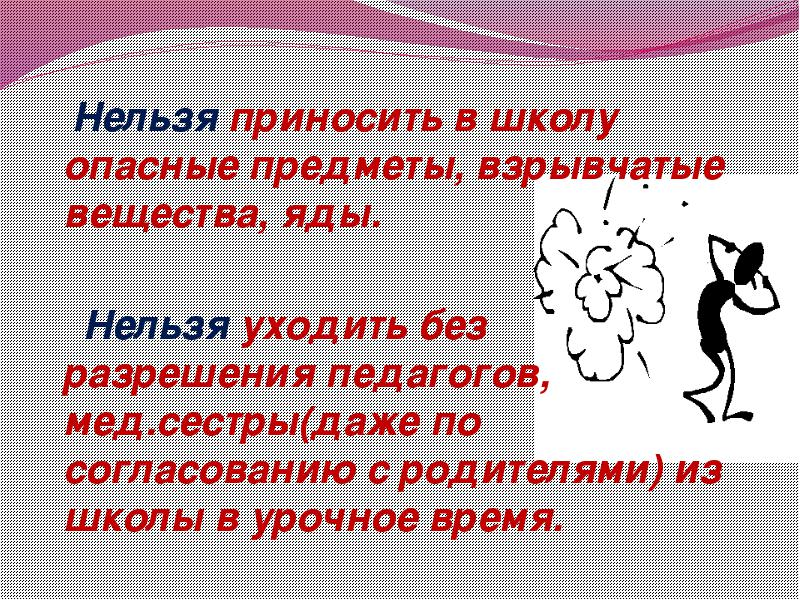 Нельзя приносить в школу
опасные предметы, взрывчатые
вещества, яды.
Нельзя уходить без
разрешения педагогов,
мед.сестры(даже по
согласованию с родителями) из
школы в урочное время.